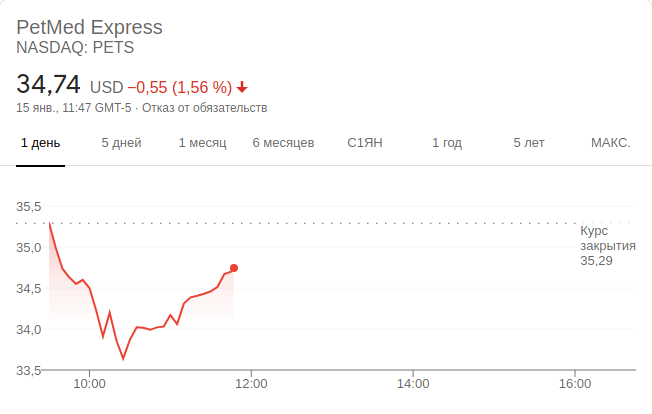 PetMed Express
NASDAQ: PETS
34,74 USD −0,55 (1,56 %)
15 янв., 11:47 GMT-5 · Отказ от обязательств
1 день 5 дней 1 месяц 6 месяцев С1ЯН 1 год 5 лет МАКС.
35,5
Курс
закрытия
35,29
35,0
34,5
34,0
33,5
10:00 12:00 14:00 16:00